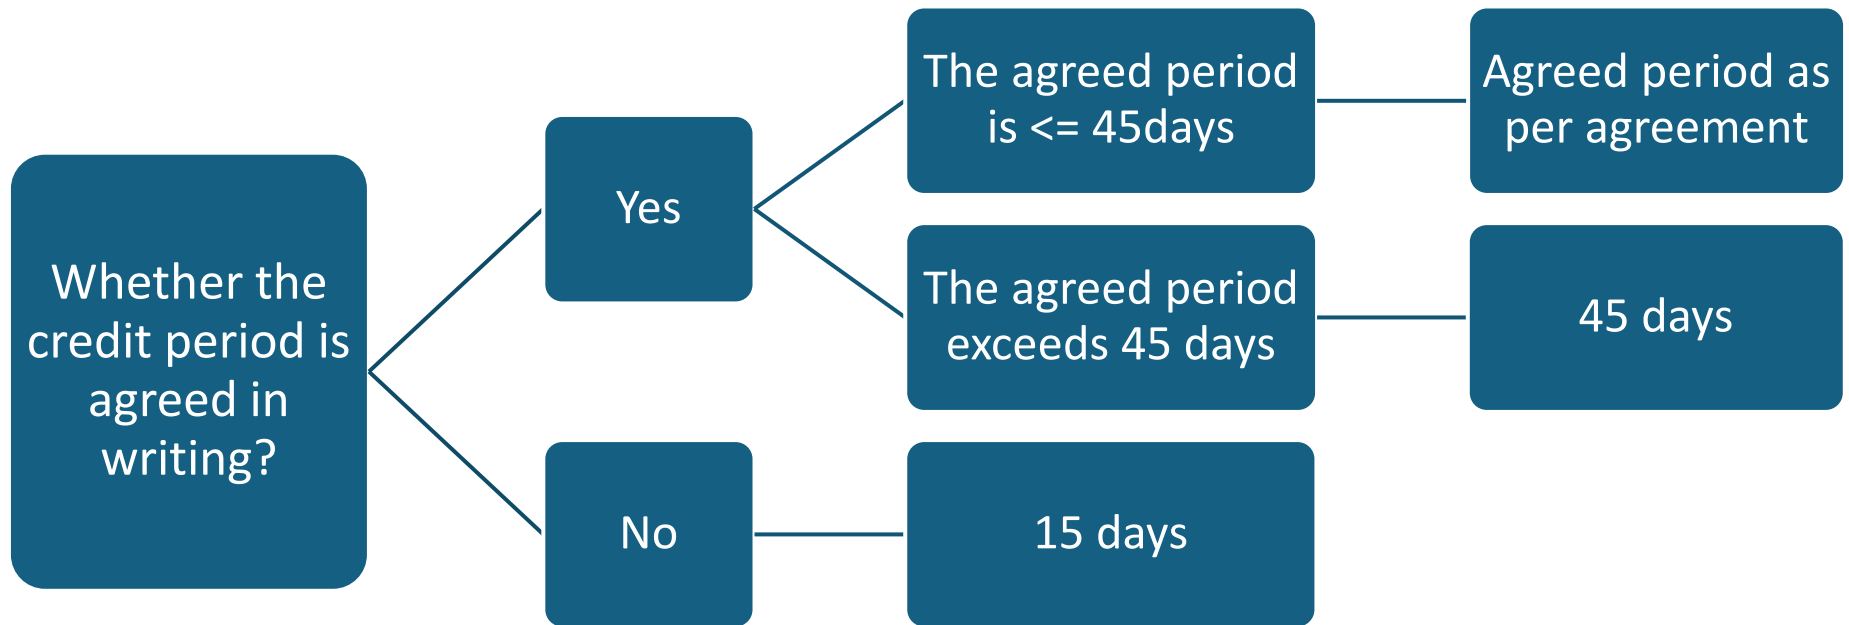 Whether the
credit period is
agreed in
writing?
Yes
The agreed period
is <= 45days
Agreed period as
per agreement
The agreed period
exceeds 45 days
45 days
No
15 days